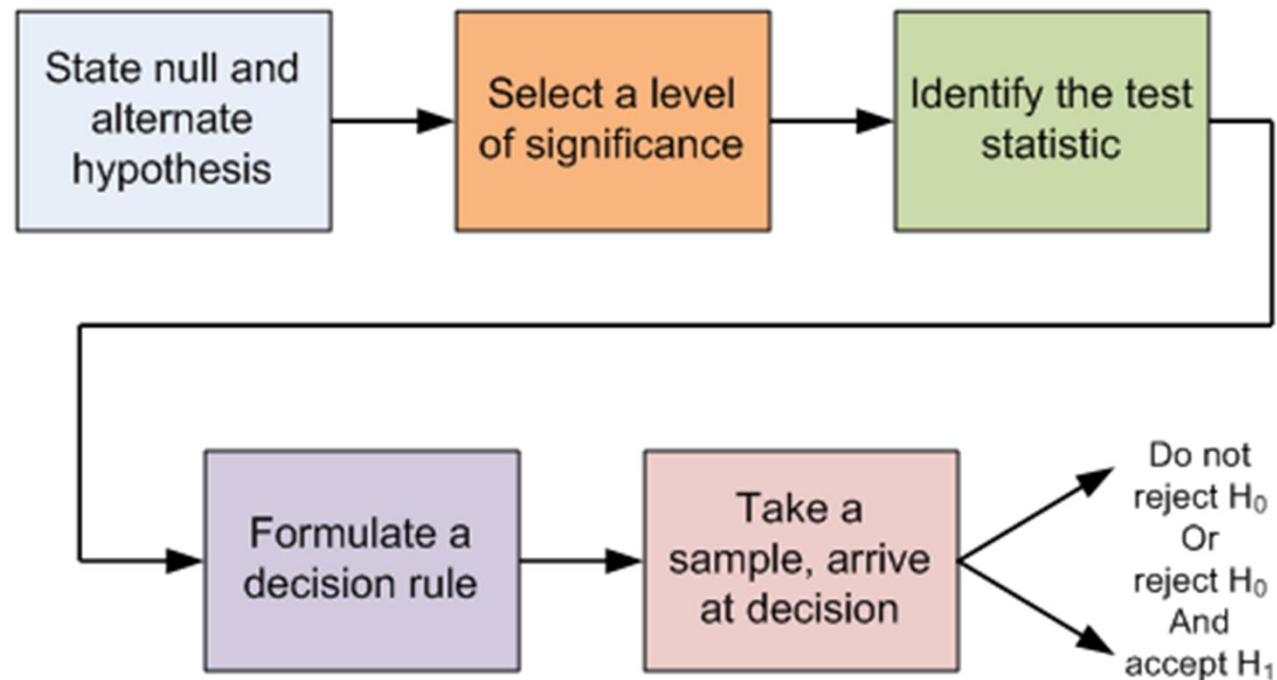 State null and
alternate
hypothesis
Select a level
of significance
Identify the test
statistic
Formulate a
decision rule
Take a
sample, arrive
at decision
Do not
reject H₀
Or
reject H₀
And
accept H₁